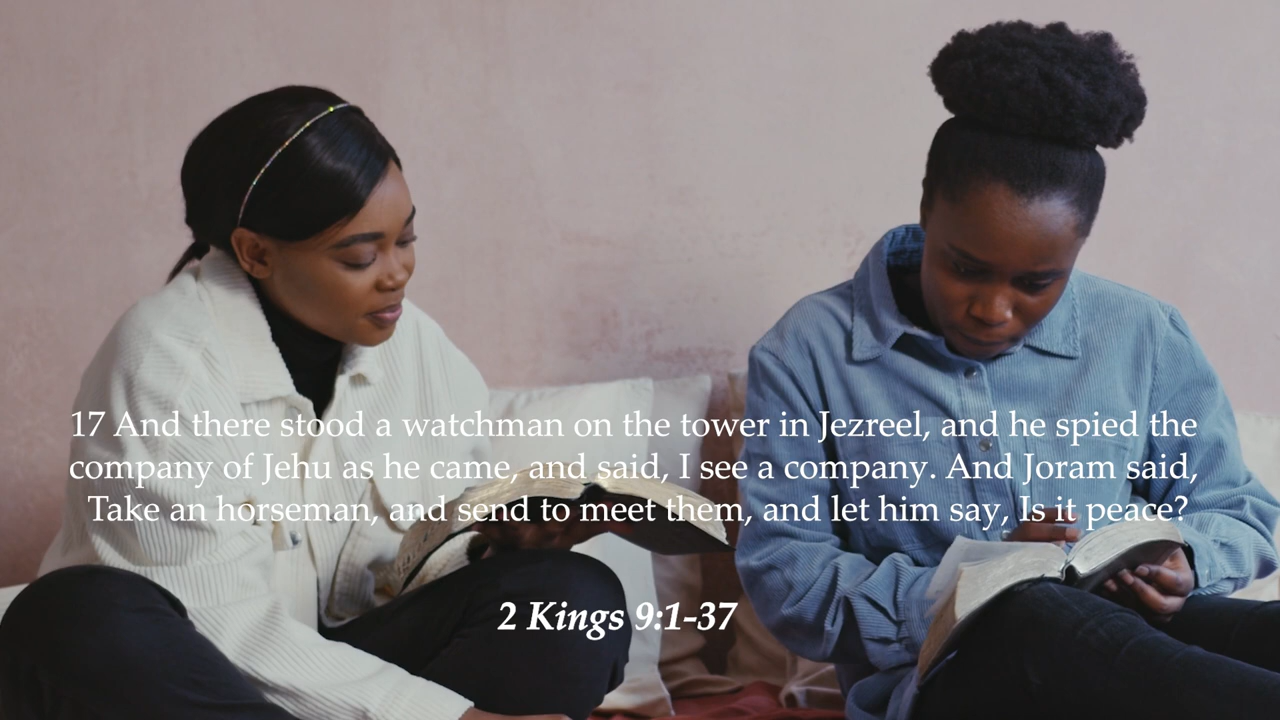 17 And there stood a watchman on the tower in Jezreel, and he spied the
company of Jehu as he came, and said, I see a company. And Joram said,
Take an horseman, and send to meet them, and let him say, Is it peace?
2 Kings 9:1-37